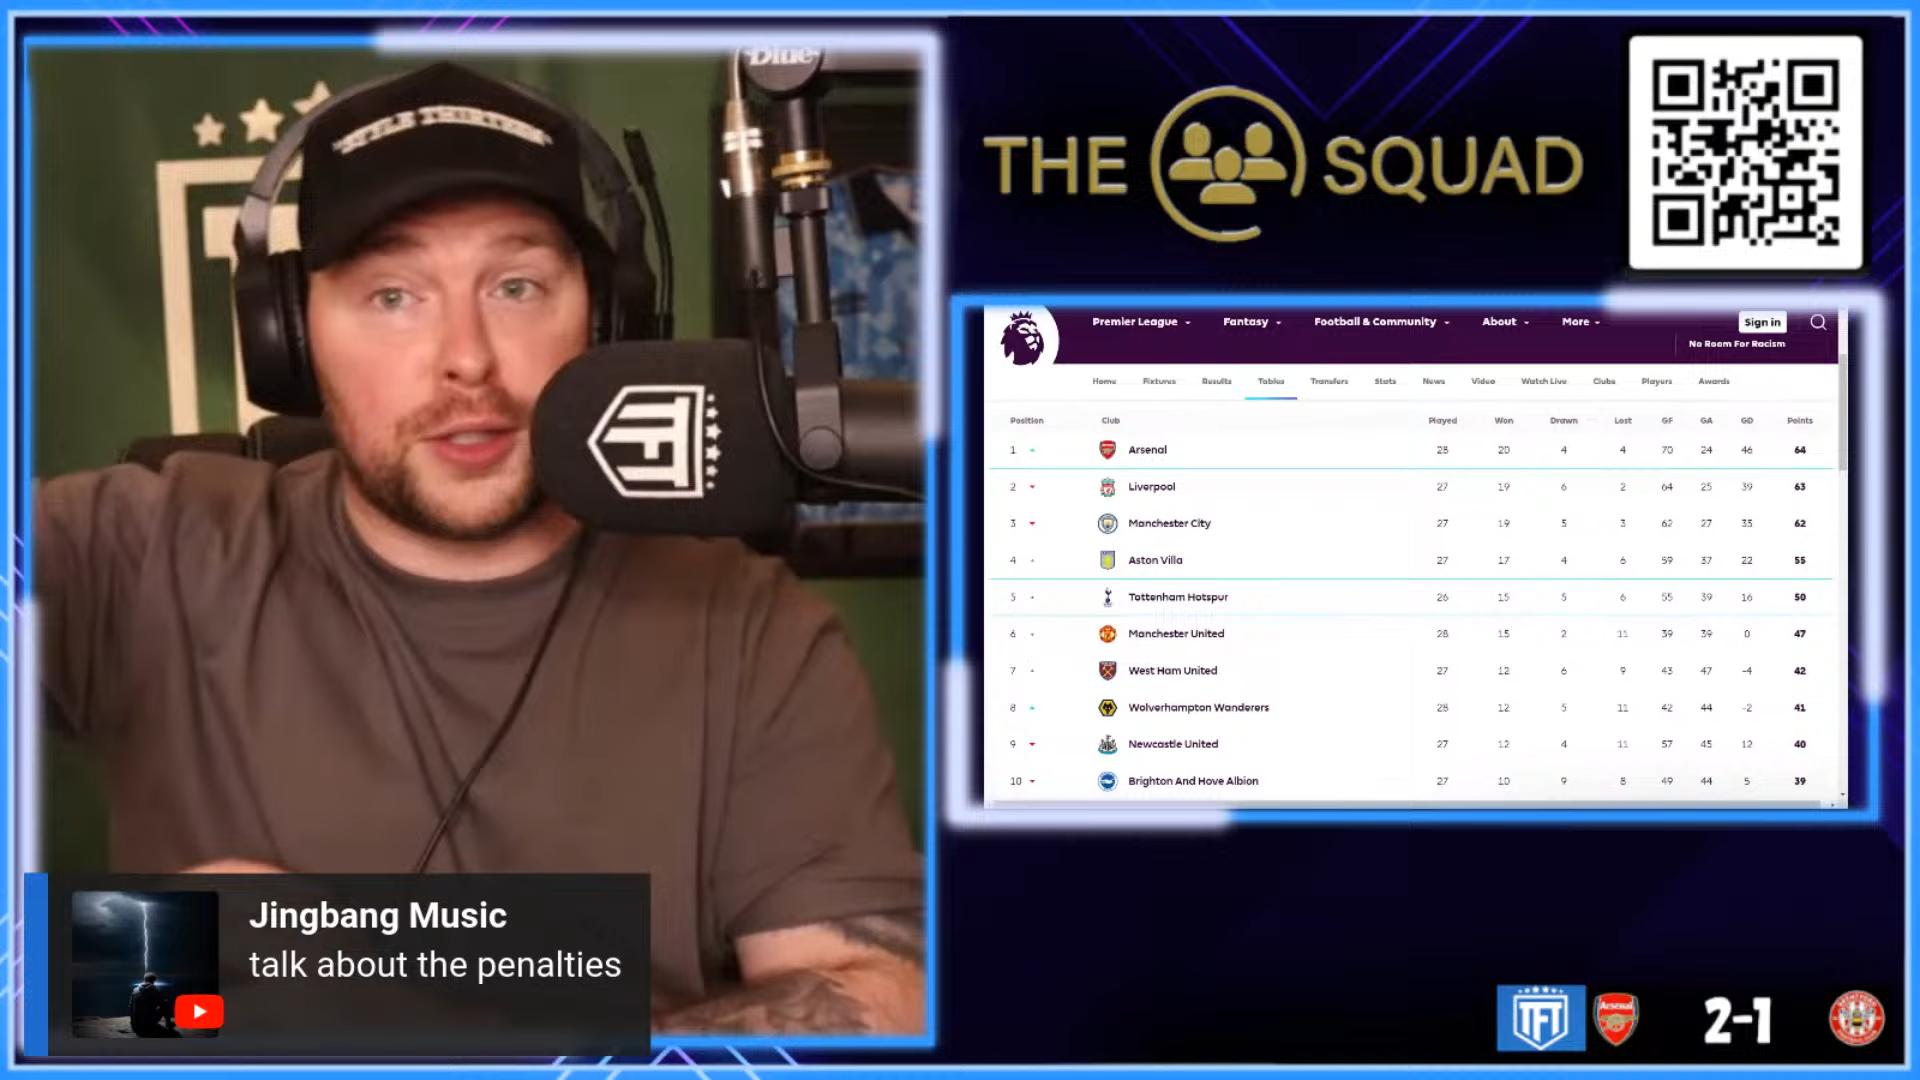 Blue
THE SQUAD
TFT
Premier League Fantasy Football & Community About More Sign in
No Room For Racism
Home Fixtures Results Tables Transfers Stats News Video Watch Live Clubs Players Awards
Position Club Played Won Drawn Lost GF GA GD Points
1 Arsenal 28 20 4 4 70 24 46 64
2 Liverpool 27 19 6 2 64 25 39 63
3 Manchester City 27 19 5 3 62 27 35 62
4 Aston Villa 27 17 4 6 59 37 22 55
5 Tottenham Hotspur 26 15 5 6 55 39 16 50
6 Manchester United 28 15 2 11 39 39 0 47
7 West Ham United 27 12 6 9 43 47 -4 42
8 Wolverhampton Wanderers 28 12 5 11 42 44 -2 41
9 Newcastle United 27 12 4 11 57 45 12 40
10 Brighton And Hove Albion 27 10 9 8 49 44 5 39
Jingbang Music
talk about the penalties
TFT Arsenal 2-1